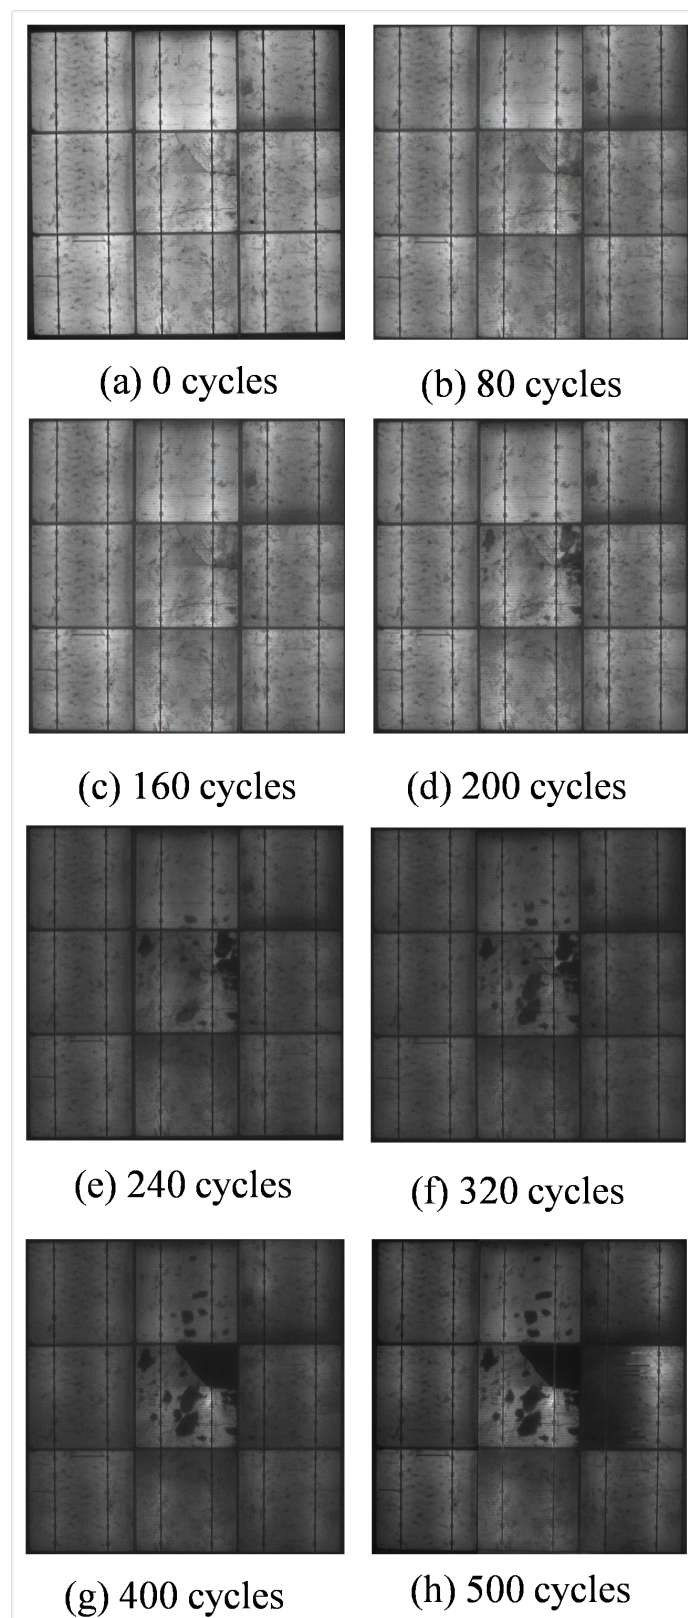 (a) 0 cycles
(b) 80 cycles
(c) 160 cycles
(d) 200 cycles
(e) 240 cycles
(f) 320 cycles
(g) 400 cycles
(h) 500 cycles